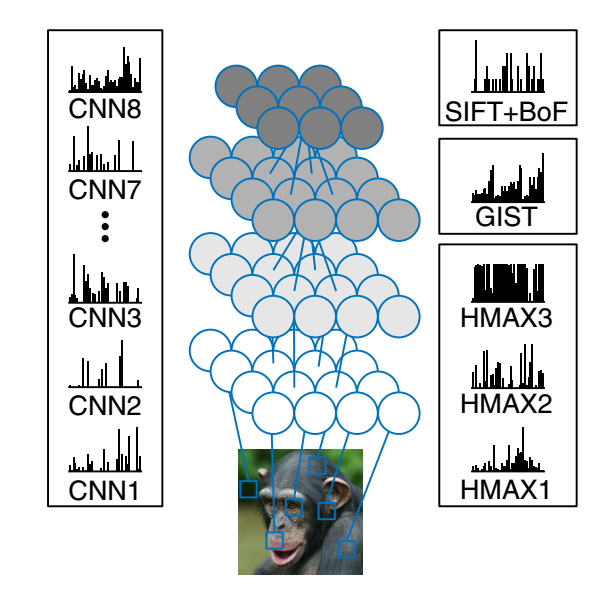 CNN8
CNN7
CNN3
CNN2
CNN1
SIFT+BoF
GIST
HMAX3
HMAX2
HMAX1